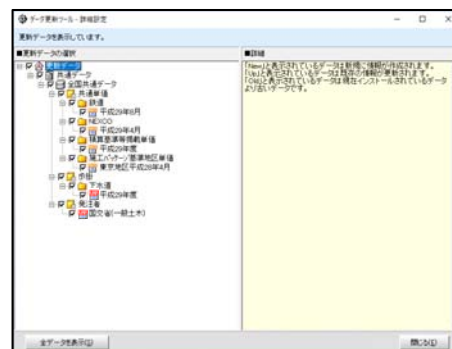 データ更新ツール - 詳細設定
更新データを表示しています。
■更新データの選択
更新データ
共通データ
全国共通データ
共通単価
鉄道
平成29年6月
NEXCO
平成29年4月
積算基準等掲載単価
平成29年度
施工パッケージ基準地区単価
東京地区平成28年4月
歩掛
下水道
平成29年度
発注者
国交省(一般土木)
■詳細
「New」と表示されているデータは新規に情報が作成されます。
「Up」と表示されているデータは既存の情報が更新されます。
「Old」と表示されているデータは現在インストールされているデータ
より古いデータです。
全データを表示(L)
閉じる(X)